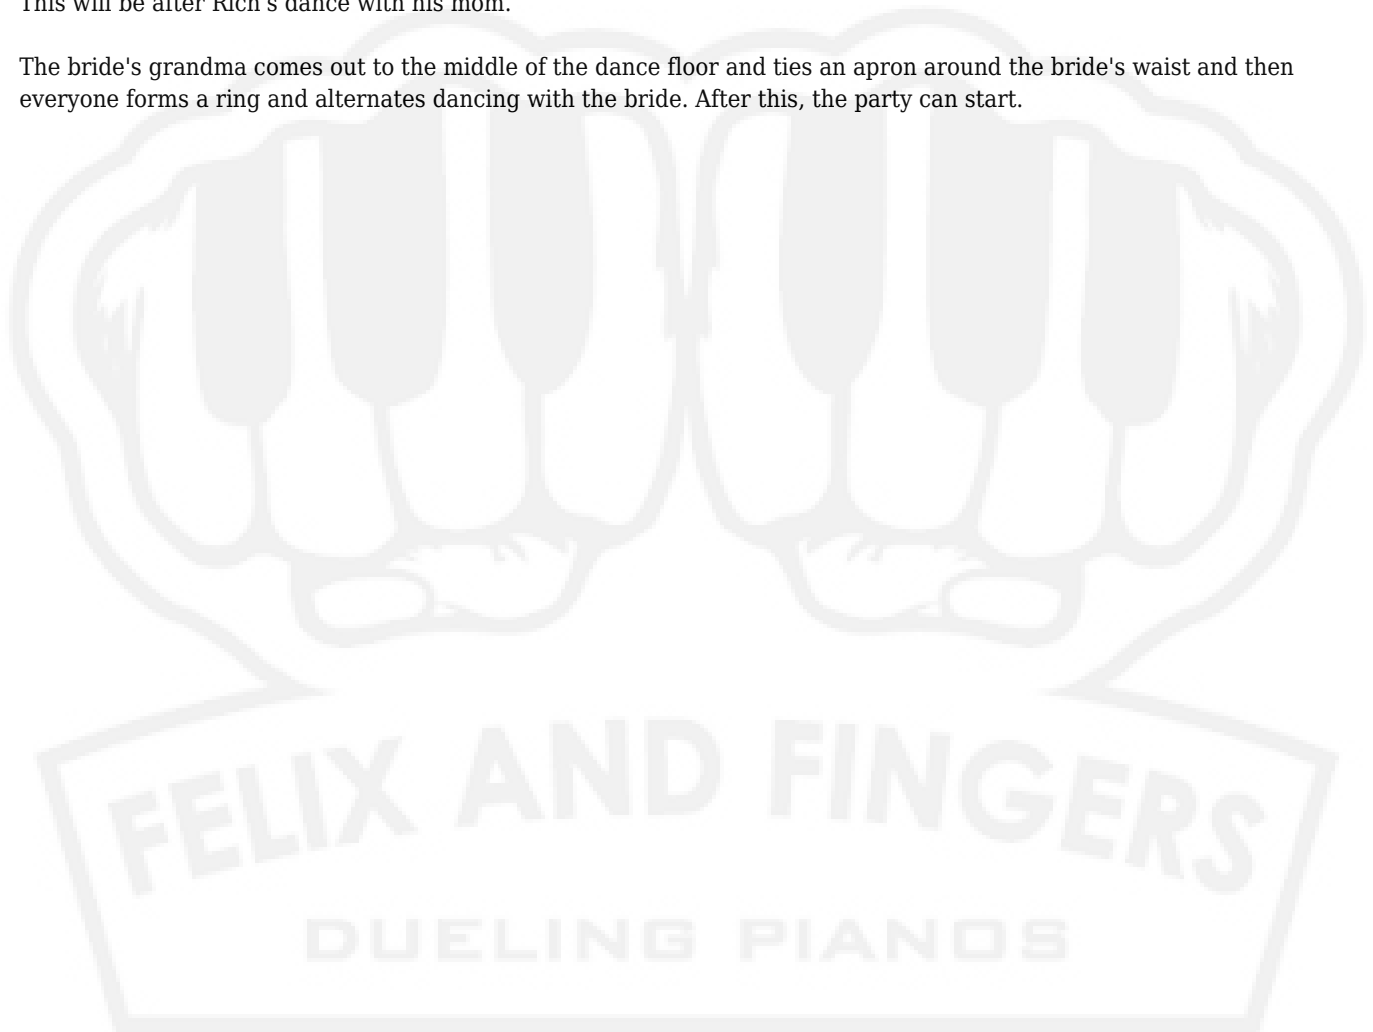 This will be after Rich's dance with his mom.
The bride's grandma comes out to the middle of the dance floor and ties an apron around the bride's waist and then
everyone forms a ring and alternates dancing with the bride. After this, the party can start.
FELIX AND FINGERS
DUELING PIANOS